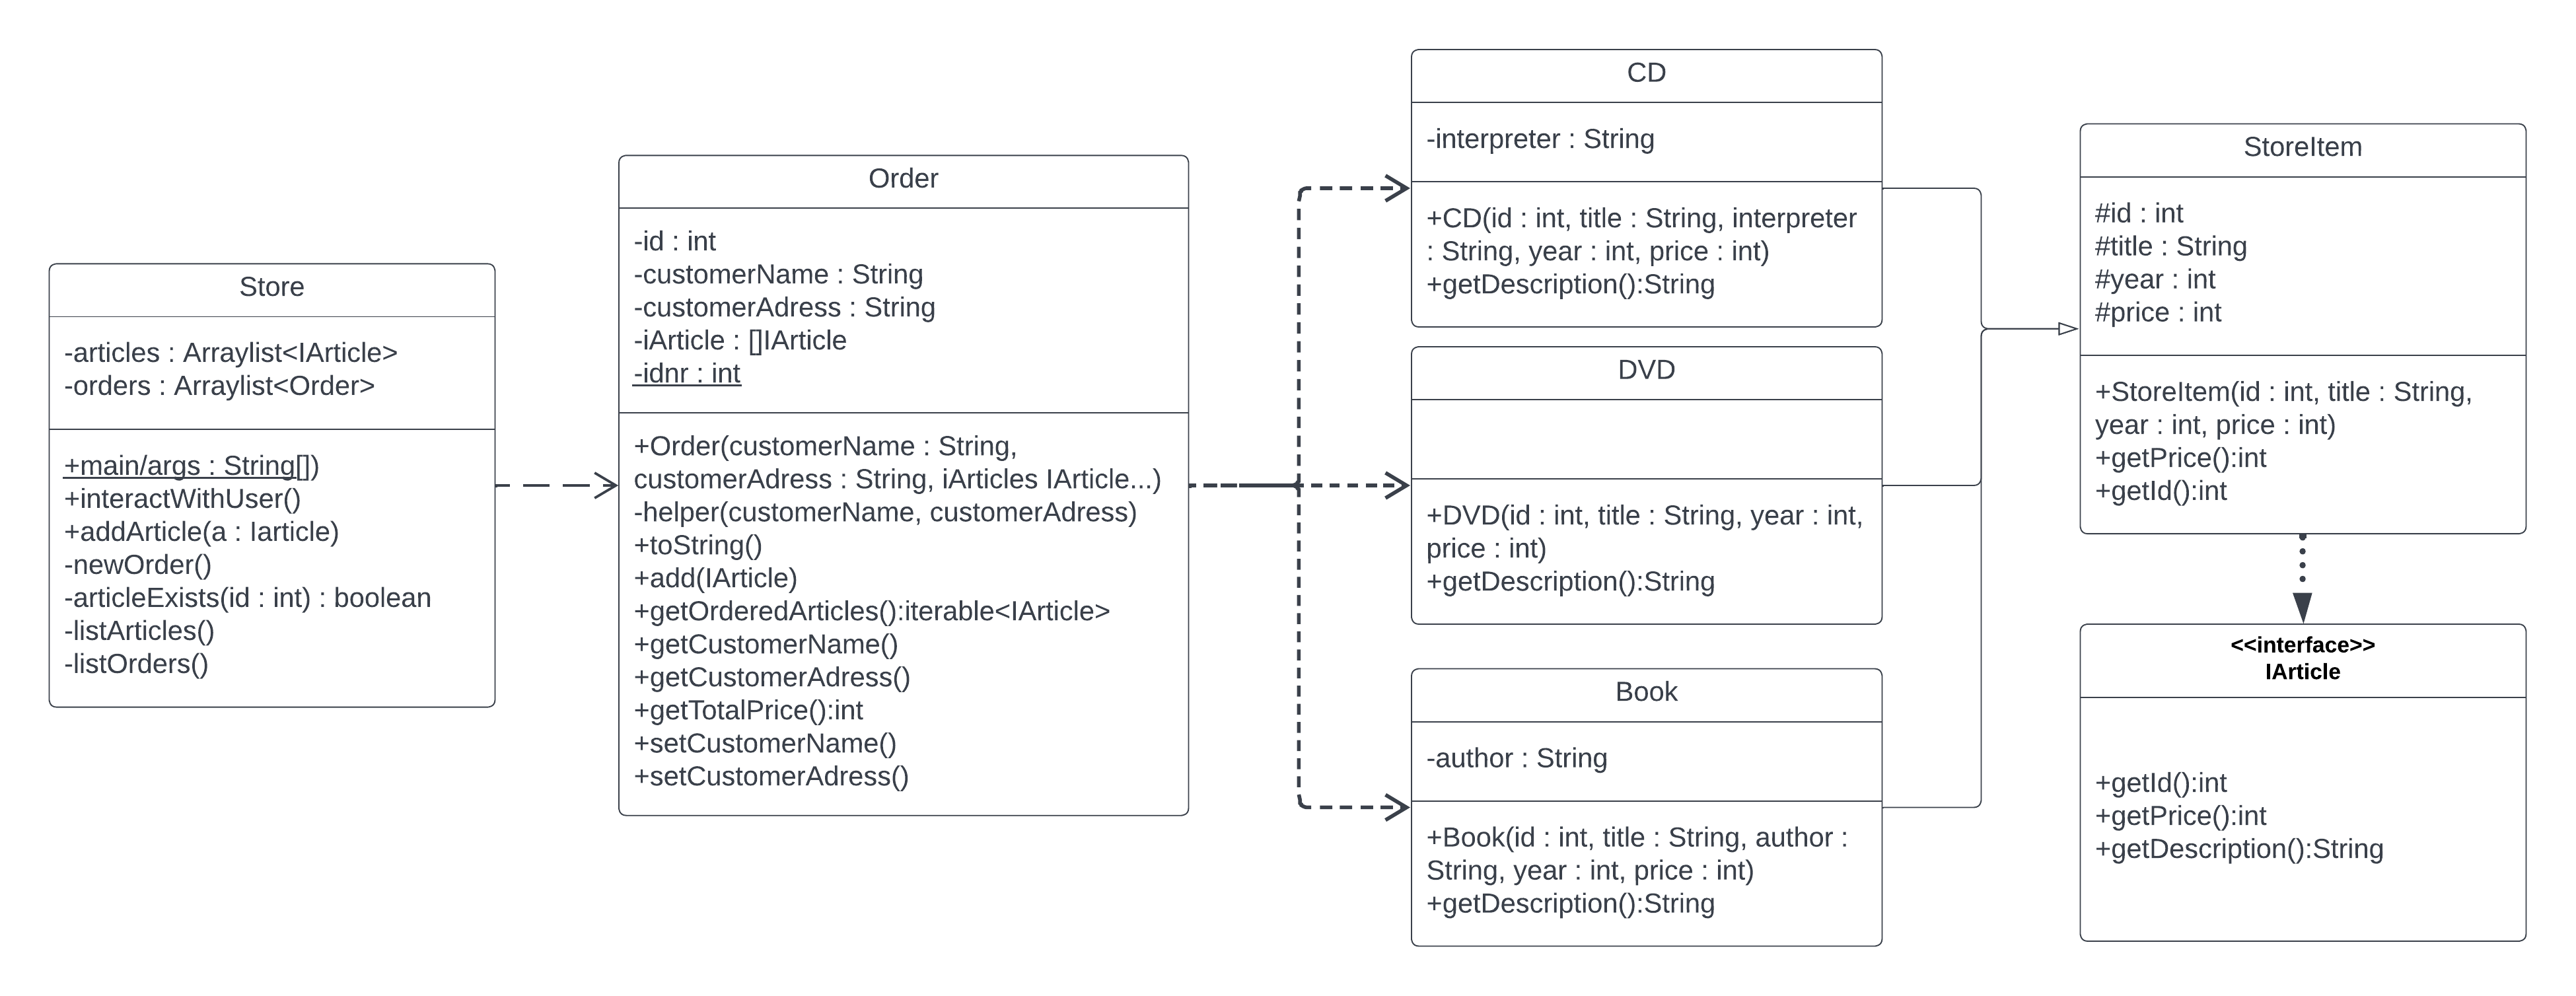 Store
-articles : Arraylist<IArticle>
-orders : Arraylist<Order>
+main/args : String[])
+interactWithUser()
+addArticle(a : Iarticle)
-newOrder()
-articleExists(id : int) : boolean
-listArticles()
-listOrders()
Order
-id : int
-customerName : String
-customerAdress : String
-iArticle : []IArticle
-idnr : int
+Order(customerName : String,
customerAdress : String, iArticles IArticle...)
-helper(customerName, customerAdress)
+toString()
+add(IArticle)
+getOrderedArticles():iterable<IArticle>
+getCustomerName()
+getCustomerAdress()
+getTotalPrice():int
+setCustomerName()
+setCustomerAdress()
CD
-interpreter : String
+CD(id : int, title : String, interpreter
: String, year : int, price : int)
+getDescription():String
DVD
+DVD(id : int, title : String, year : int,
price : int)
+getDescription():String
Book
-author : String
+Book(id : int, title : String, author :
String, year : int, price : int)
+getDescription():String
StoreItem
#id : int
#title : String
#year : int
#price : int
+StoreItem(id : int, title : String,
year : int, price : int)
+getPrice():int
+getId():int
<<interface>>
IArticle
+getId():int
+getPrice():int
+getDescription():String